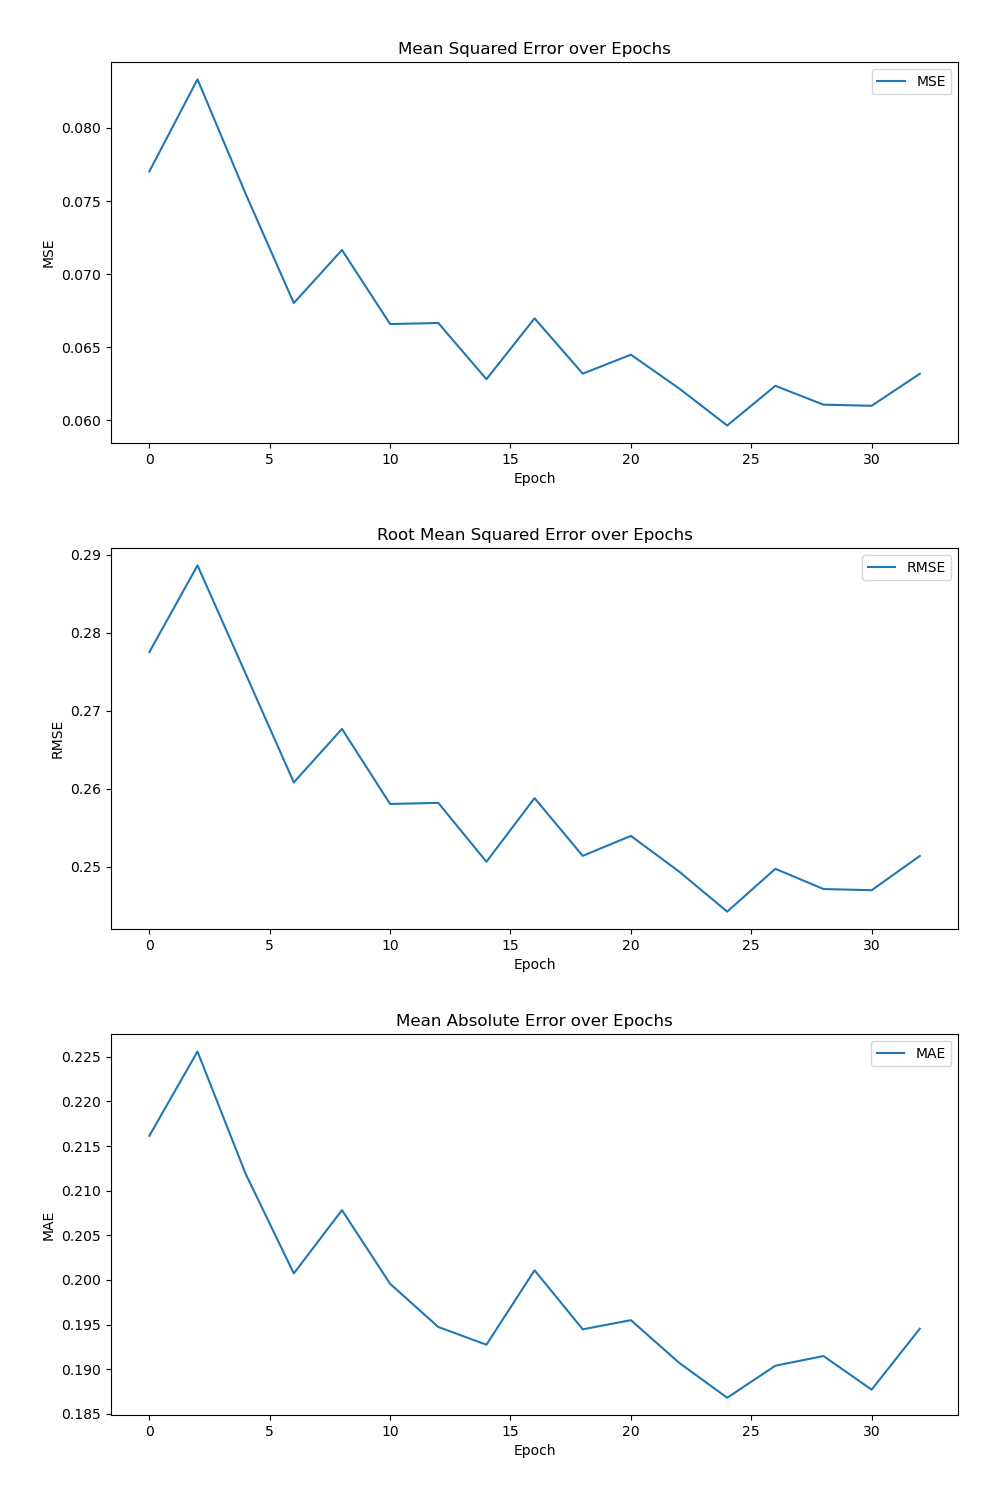 Mean Squared Error over Epochs
MSE
0.080
0.075
0.070
0.065
0.060
MSE
0 5 10 15 20 25 30
Epoch
Root Mean Squared Error over Epochs
RMSE
0.29
0.28
0.27
0.26
0.25
RMSE
0 5 10 15 20 25 30
Epoch
Mean Absolute Error over Epochs
MAE
0.225
0.220
0.215
0.210
0.205
0.200
0.195
0.190
0.185
MAE
0 5 10 15 20 25 30
Epoch